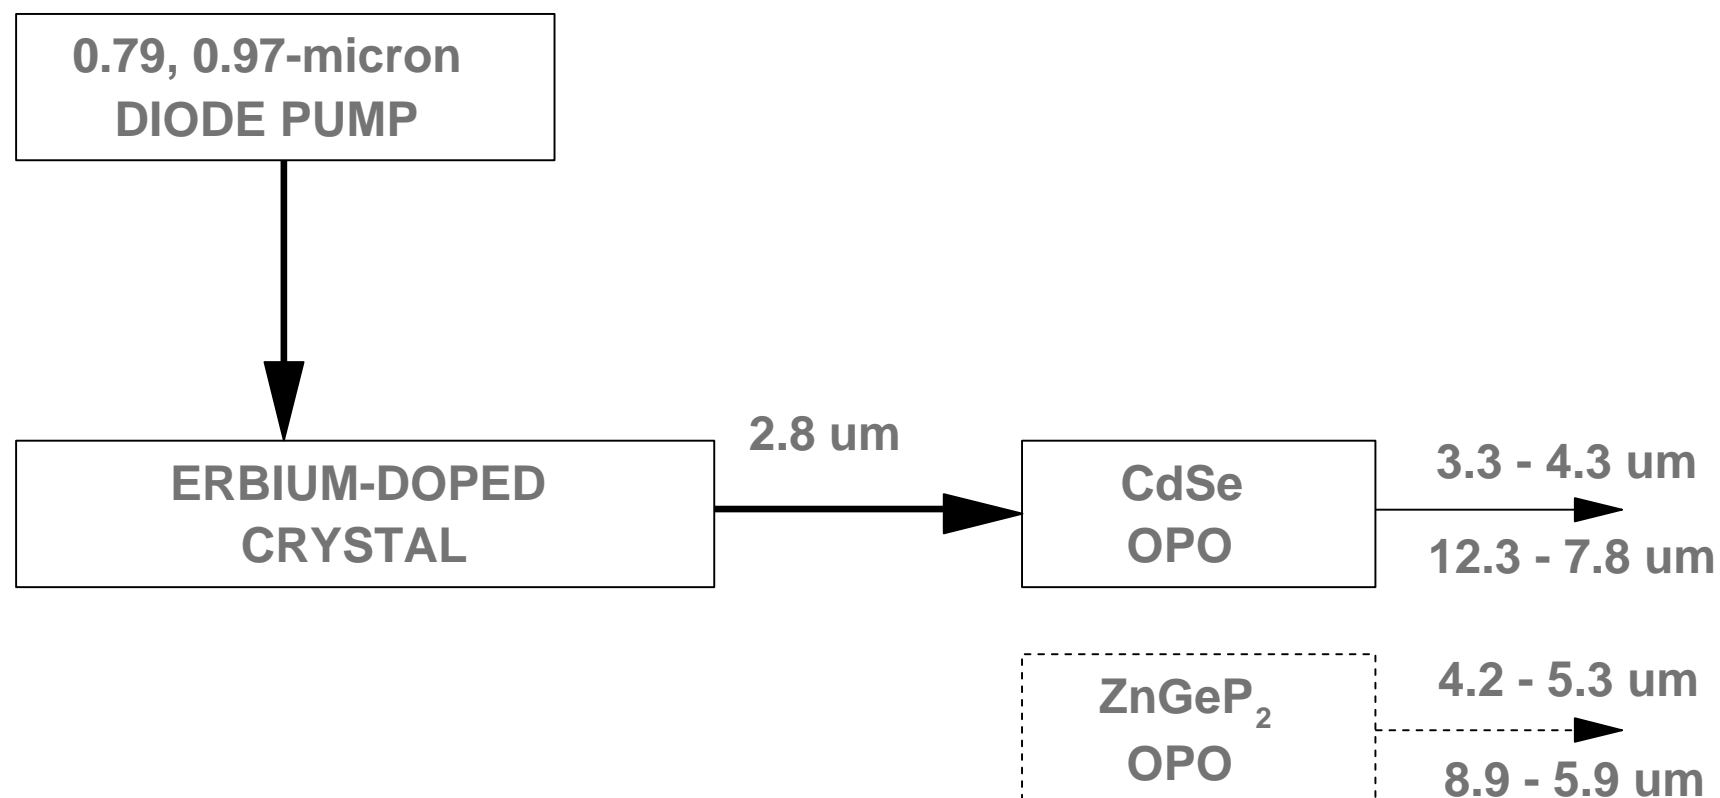 0.79, 0.97-micron
DIODE PUMP
ERBIUM-DOPED
CRYSTAL
2.8 um
CdSe
OPO
3.3 - 4.3 um
12.3 - 7.8 um
ZnGeP₂
OPO
4.2 - 5.3 um
8.9 - 5.9 um